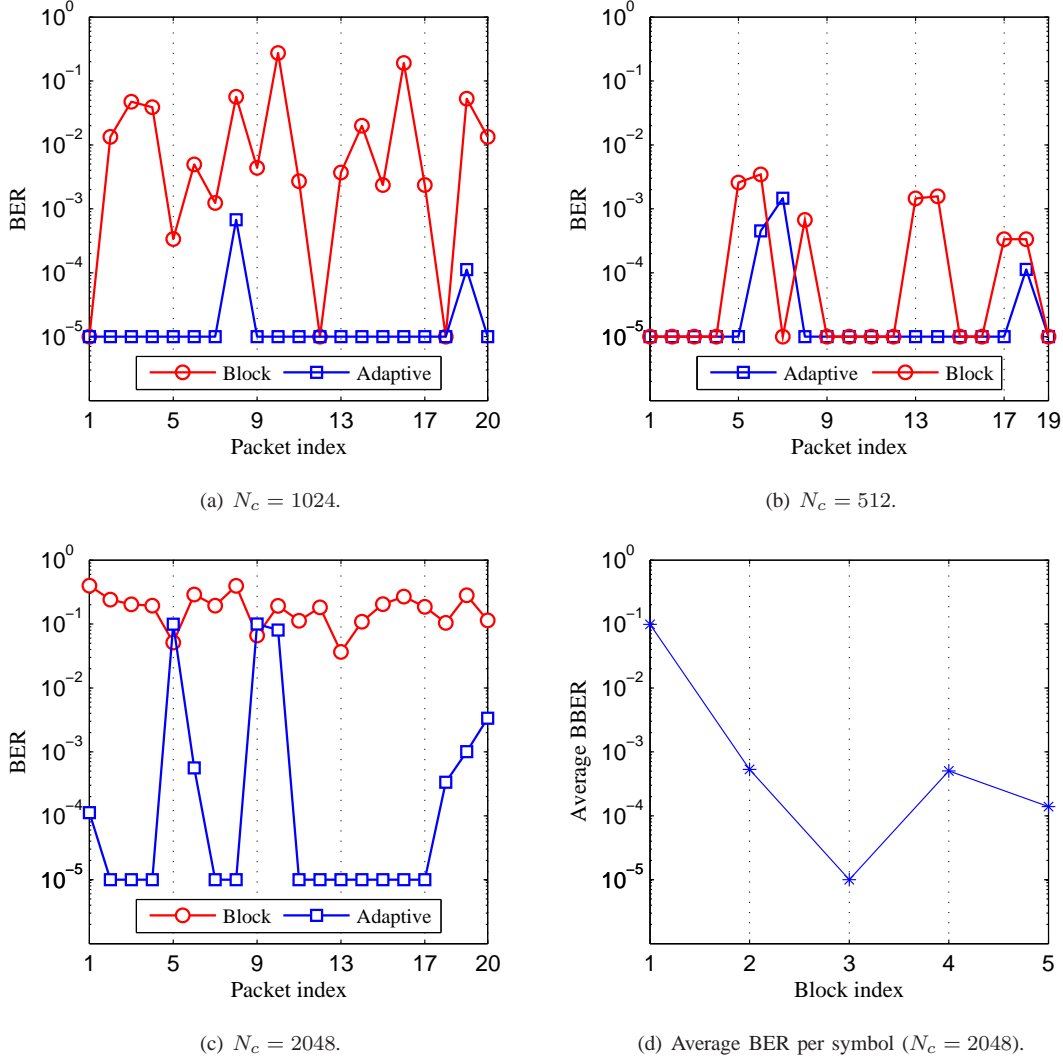 10^0
10^-1
10^-2
10^-3
10^-4
10^-5
BER
Block
Adaptive
1 5 9 13 17 20
Packet index
(a) N_c = 1024.
10^0
10^-1
10^-2
10^-3
10^-4
10^-5
BER
Adaptive
Block
1 5 9 13 17 19
Packet index
(b) N_c = 512.
10^0
10^-1
10^-2
10^-3
10^-4
10^-5
BER
Block
Adaptive
1 5 9 13 17 20
Packet index
(c) N_c = 2048.
10^0
10^-1
10^-2
10^-3
10^-4
10^-5
Average BBER
1 2 3 4 5
Block index
(d) Average BER per symbol (N_c = 2048).